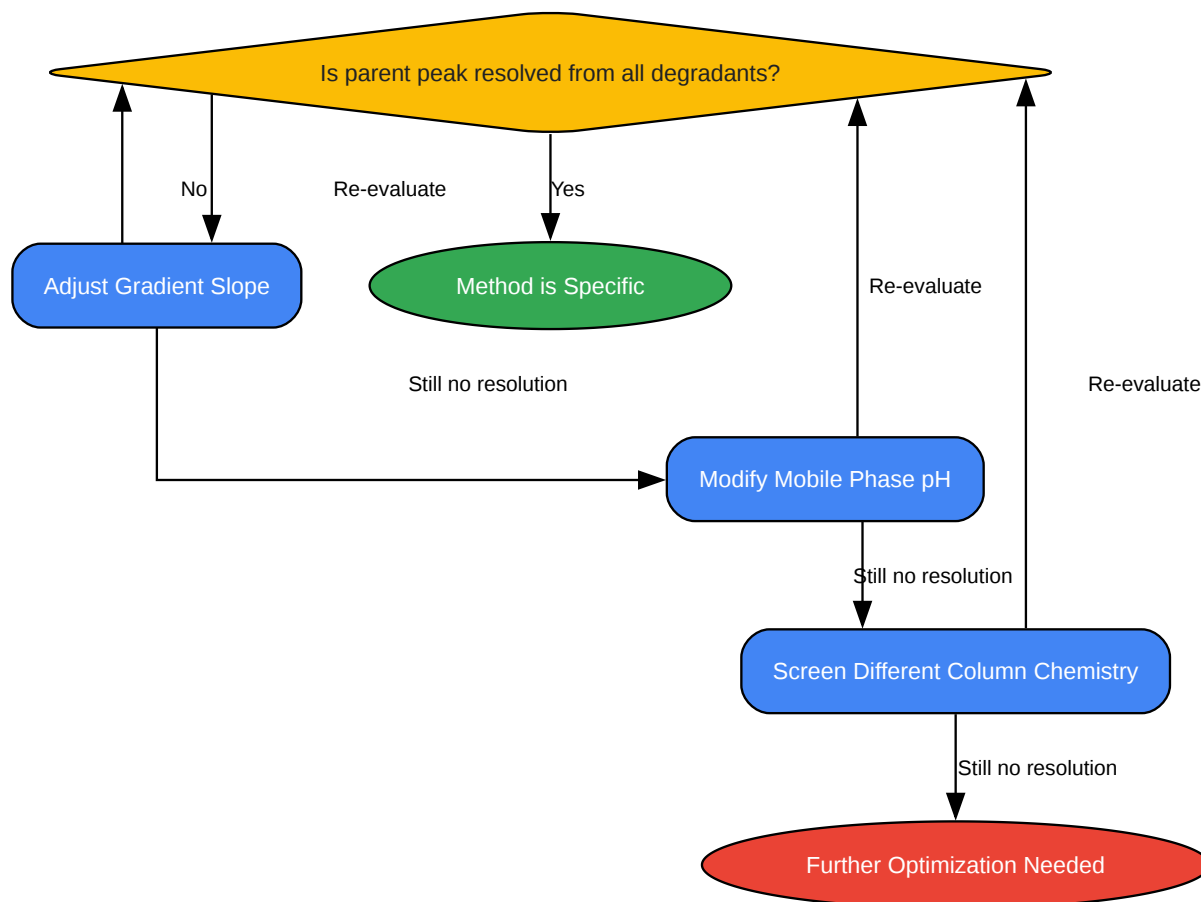 Is parent peak resolved from all degradants?
No
Re-evaluate
Yes
Adjust Gradient Slope
Method is Specific
Re-evaluate
Still no resolution
Re-evaluate
Modify Mobile Phase pH
Still no resolution
Screen Different Column Chemistry
Still no resolution
Further Optimization Needed